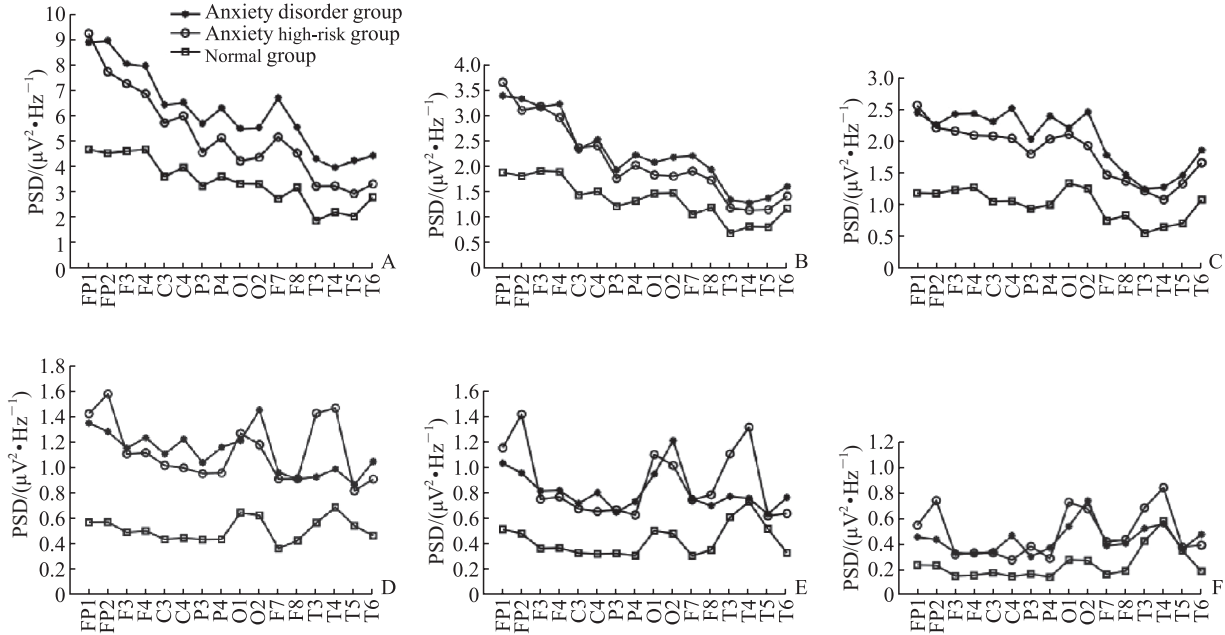 Anxiety disorder group
Anxiety high-risk group
Normal group
PSD/(μV²•Hz⁻¹)
10
9
8
7
6
5
4
3
2
1
0
FP1 FP2 F3 F4 C3 C4 P3 P4 O1 O2 F7 F8 T3 T4 T5 T6
A
PSD/(μV²•Hz⁻¹)
4.0
3.5
3.0
2.5
2.0
1.5
1.0
0.5
0
FP1 FP2 F3 F4 C3 C4 P3 P4 O1 O2 F7 F8 T3 T4 T5 T6
B
PSD/(μV²•Hz⁻¹)
3.0
2.5
2.0
1.5
1.0
0.5
0
FP1 FP2 F3 F4 C3 C4 P3 P4 O1 O2 F7 F8 T3 T4 T5 T6
C
PSD/(μV²•Hz⁻¹)
1.8
1.6
1.4
1.2
1.0
0.8
0.6
0.4
0.2
0
FP1 FP2 F3 F4 C3 C4 P3 P4 O1 O2 F7 F8 T3 T4 T5 T6
D
PSD/(μV²•Hz⁻¹)
1.6
1.4
1.2
1.0
0.8
0.6
0.4
0.2
0
FP1 FP2 F3 F4 C3 C4 P3 P4 O1 O2 F7 F8 T3 T4 T5 T6
E
PSD/(μV²•Hz⁻¹)
1.2
1.0
0.8
0.6
0.4
0.2
0
FP1 FP2 F3 F4 C3 C4 P3 P4 O1 O2 F7 F8 T3 T4 T5 T6
F